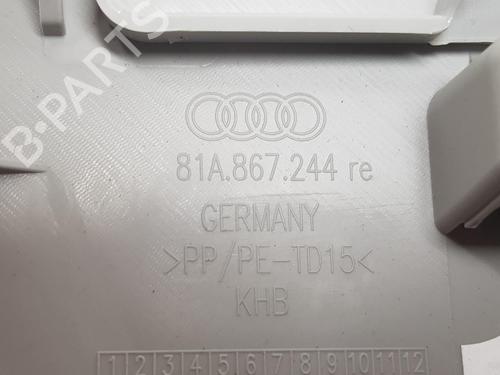 B-PARTS
81A.867.244 re
GERMANY
>PP/PE-TD15<
KHB
1 2 3 4 5 6 7 8 9 10 11 12